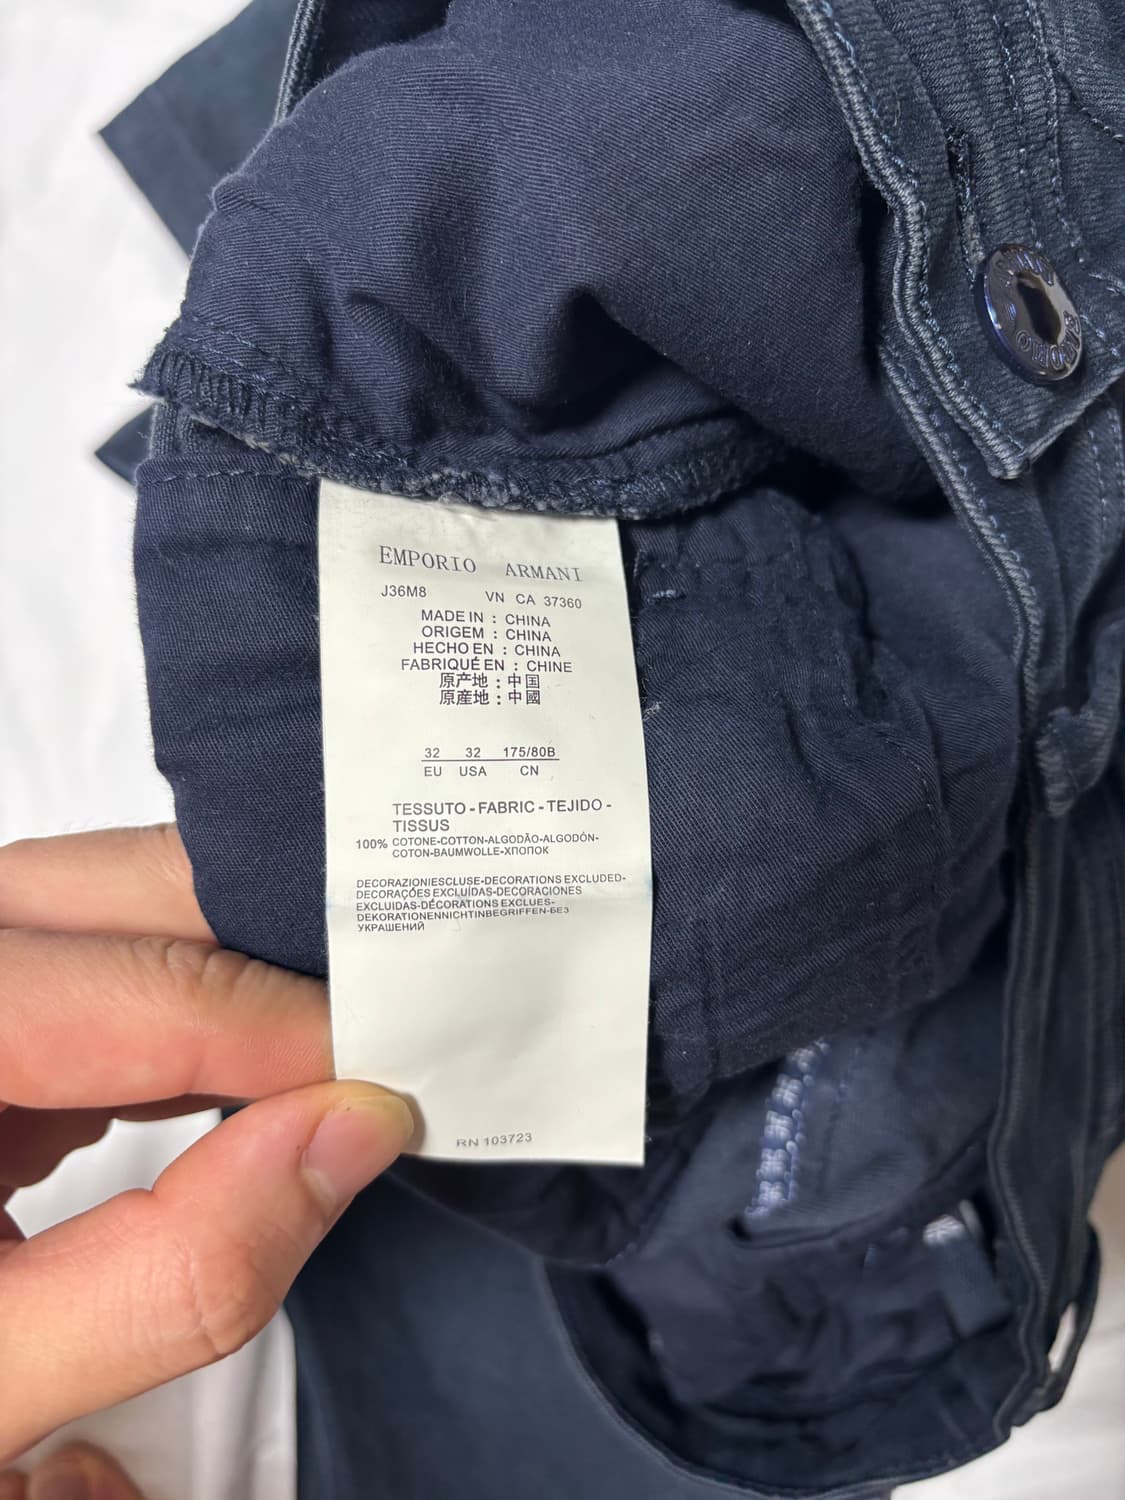 EMPORIO ARMANI
J36M8 VN CA 37360
MADE IN : CHINA
ORIGEM : CHINA
HECHO EN : CHINA
FABRIQUÉ EN : CHINE
原产地 : 中国
原產地 : 中國
32 32 175/80B
EU USA CN
TESSUTO - FABRIC - TEJIDO -
TISSUS
100% COTONE-COTTON-ALGODÃO-ALGODÓN-
COTON-BAUMWOLLE-ХПОПОК
DECORAZIONIESCLUSE-DECORATIONS EXCLUDED-
DECORAÇÕES EXCLUÍDAS-DECORACIONES
EXCLUIDAS-DÉCORATIONS EXCLUES-
DEKORATIONENNICHTINBEGRIFFEN-БЕЗ
УКРАШЕНИЙ
RN 103723